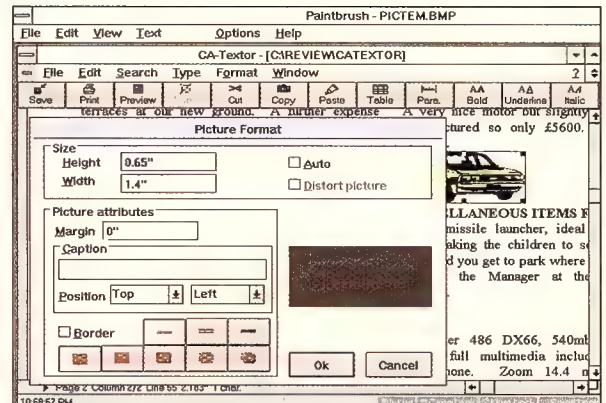 Paintbrush - PICTEM.BMP
File Edit View Text Options Help
CA-Textor - [C:\REVIEW\CATEXTOR]
File Edit Search Type Format Window ?
Save Print Preview Cut Copy Paste Table Para. Bold Underline Italic
terraces at our new ground. A further expense A very nice motor but slightly
ctured so only £5600.
Picture Format
Size
Height 0.65"
Width 1.4"
Auto
Distort picture
Picture attributes
Margin 0"
Caption
Position Top Left
Border
Ok Cancel
LLANEOUS ITEMS F
missile launcher, ideal
aking the children to s
d you get to park where
the Manager at the
er 486 DX66, 540mb
full multimedia includ
none. Zoom 14.4 m
Page 2 Column 2/2 Line 55 2.183" 1 char.
10:58:57 PM